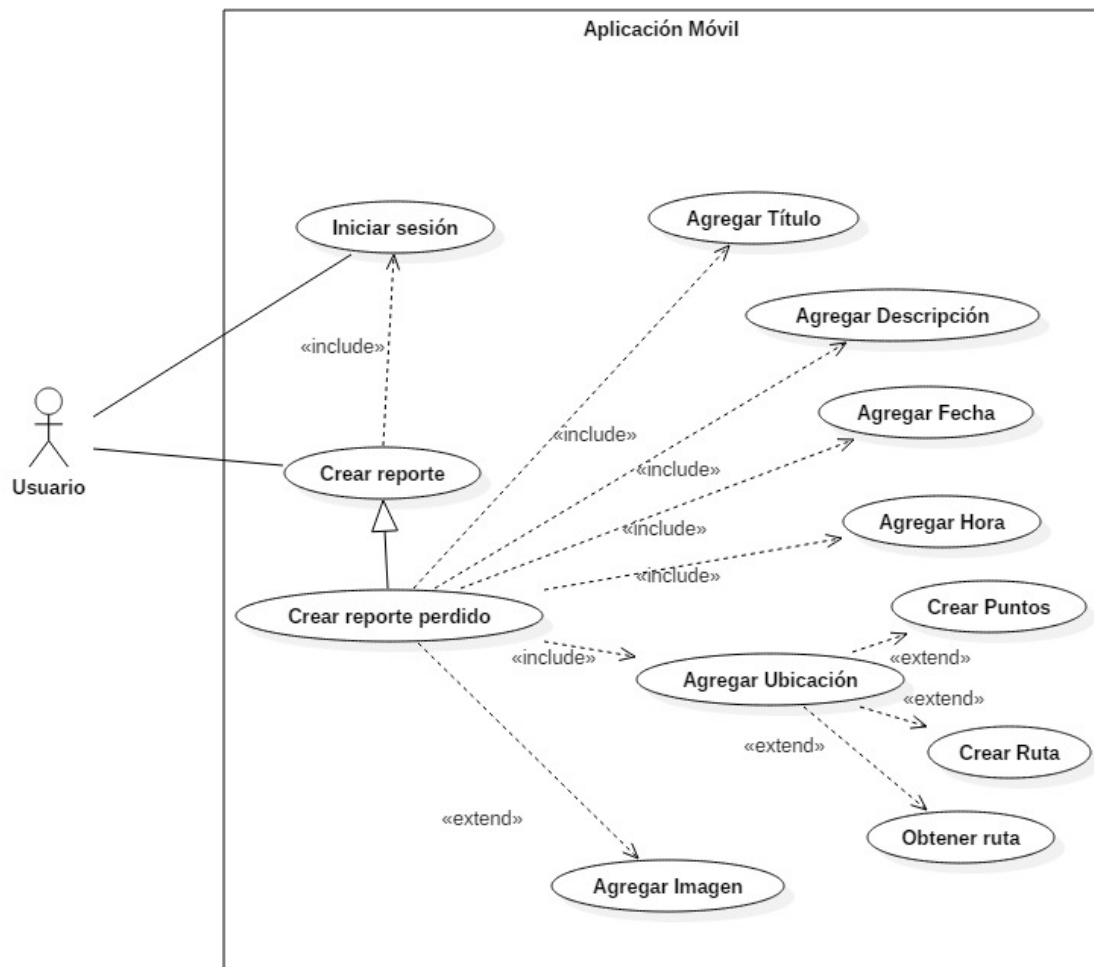 Aplicación Móvil
Iniciar sesión
Agregar Título
Agregar Descripción
«include»
Agregar Fecha
«include»
Usuario
Crear reporte
«include»
Agregar Hora
«include»
«include»
Crear Puntos
Crear reporte perdido
«include»
«extend»
Agregar Ubicación
«extend»
«extend»
Crear Ruta
«extend»
Obtener ruta
Agregar Imagen